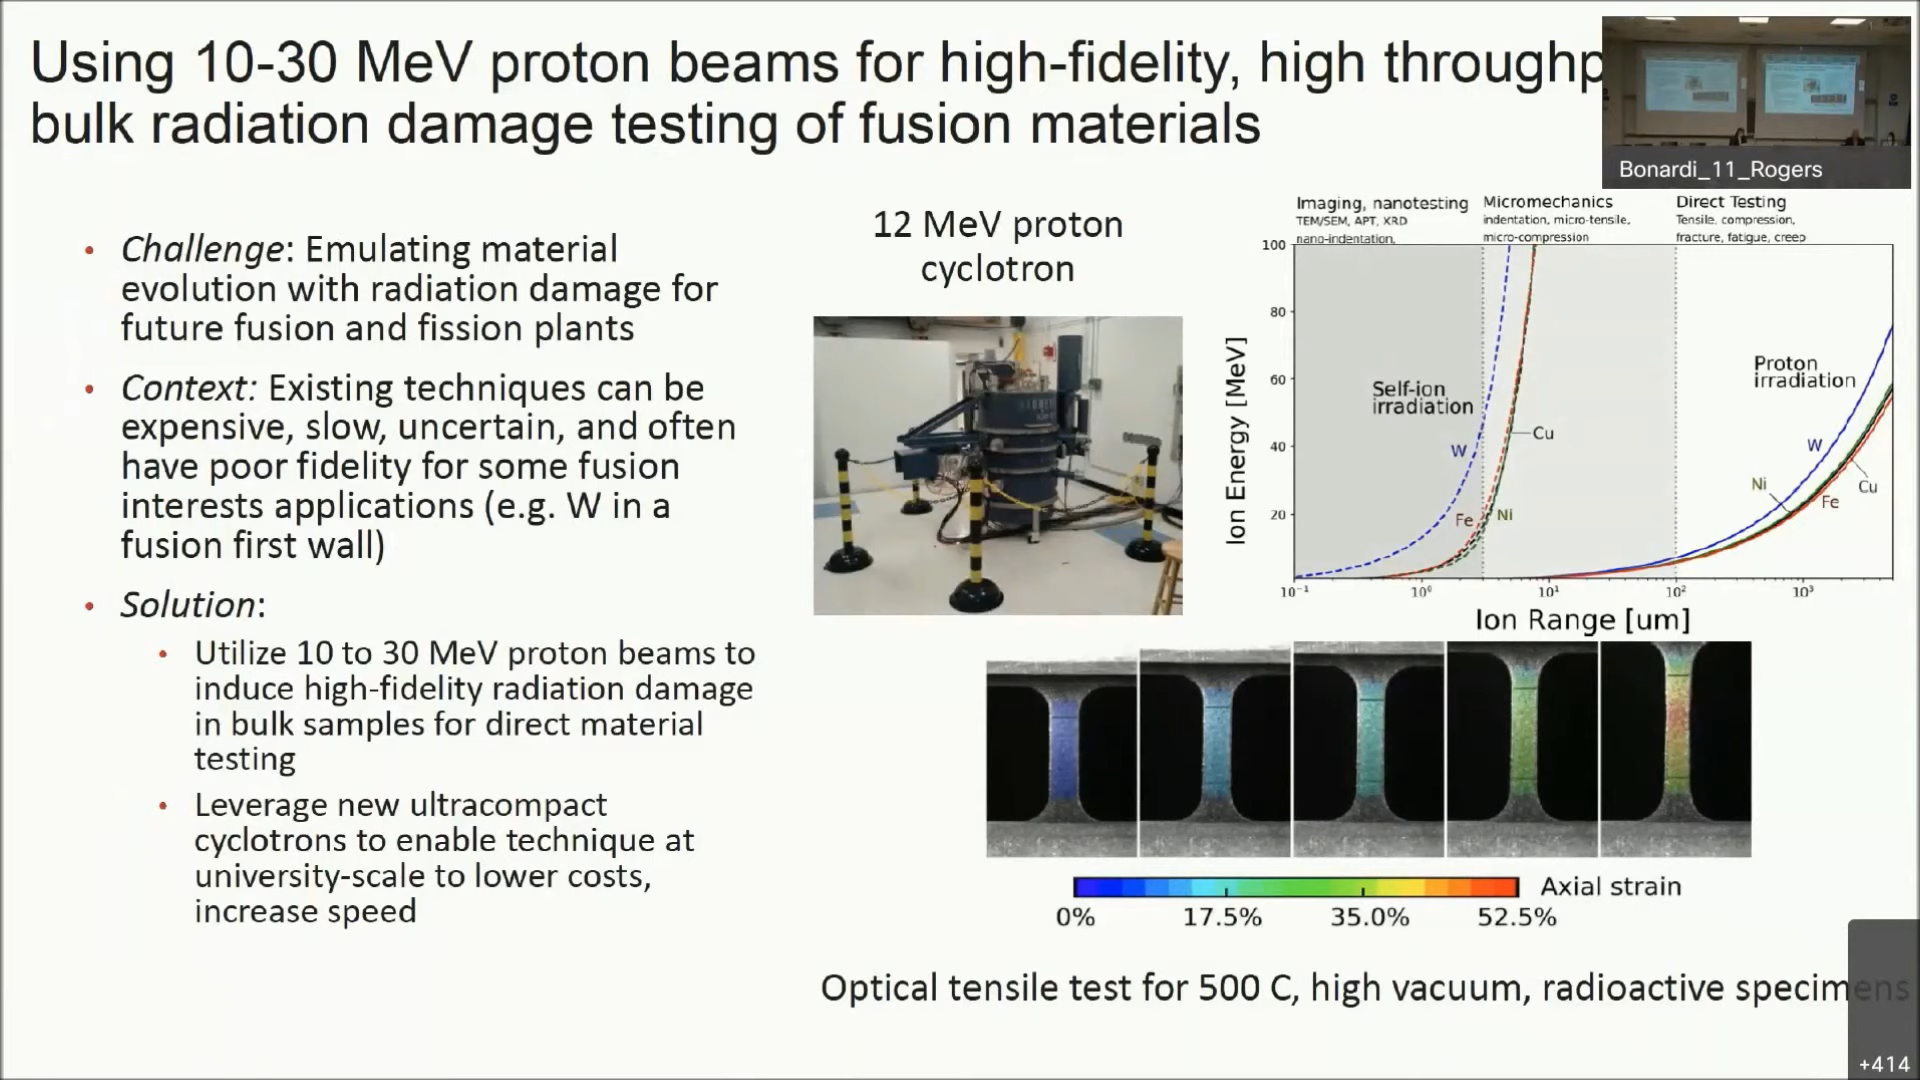 Using 10-30 MeV proton beams for high-fidelity, high throughp
bulk radiation damage testing of fusion materials
Bonardi_11_Rogers
• Challenge: Emulating material
evolution with radiation damage for
future fusion and fission plants
• Context: Existing techniques can be
expensive, slow, uncertain, and often
have poor fidelity for some fusion
interests applications (e.g. W in a
fusion first wall)
• Solution:
• Utilize 10 to 30 MeV proton beams to
induce high-fidelity radiation damage
in bulk samples for direct material
testing
• Leverage new ultracompact
cyclotrons to enable technique at
university-scale to lower costs,
increase speed
12 MeV proton
cyclotron
Imaging, nanotesting
TEM/SEM, APT, XRD
nano-indentation,
Micromechanics
indentation, micro-tensile,
micro-compression
Direct Testing
Tensile, compression,
fracture, fatigue, creep
Ion Energy [MeV]
100
80
60
40
20
Self-ion
irradiation
W
Fe
Ni
Cu
Proton
irradiation
W
Ni
Fe
Cu
10⁻¹
10⁰
10¹
10²
10³
Ion Range [um]
Axial strain
0%
17.5%
35.0%
52.5%
Optical tensile test for 500 C, high vacuum, radioactive specimens
+414